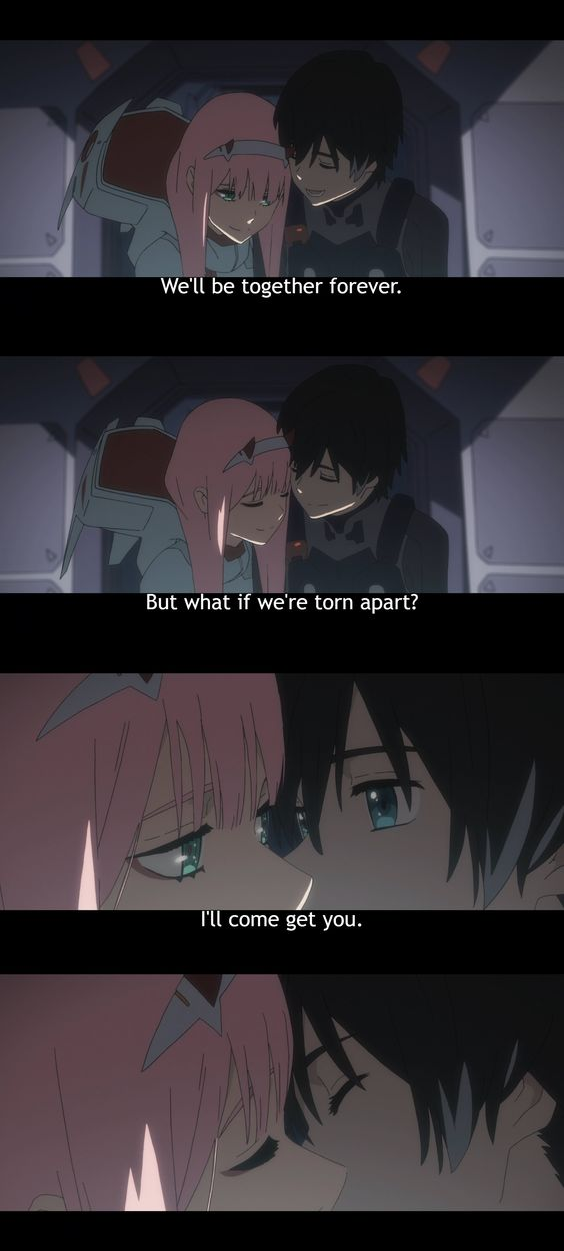 We'll be together forever.
But what if we're torn apart?
I'll come get you.